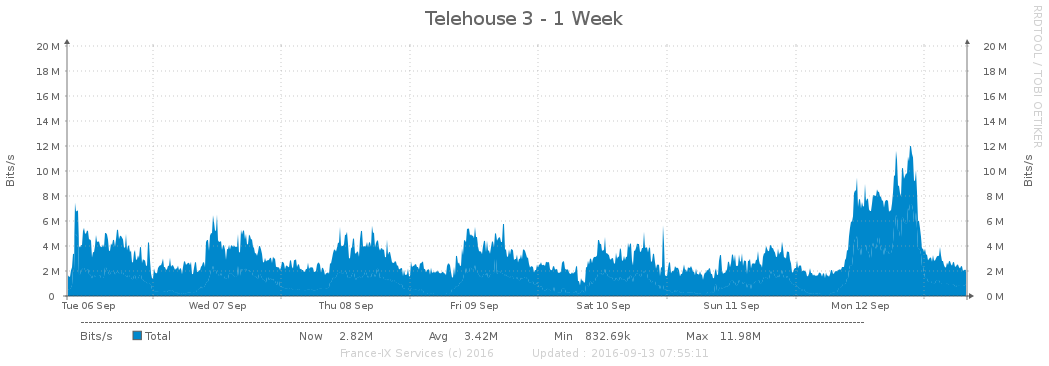 Telehouse 3 - 1 Week
RRDTOOL / TOBI OETIKER
Bits/s
Bits/s
20 M 20 M
18 M 18 M
16 M 16 M
14 M 14 M
12 M 12 M
10 M 10 M
8 M 8 M
6 M 6 M
4 M 4 M
2 M 2 M
0 0 M
Tue 06 Sep Wed 07 Sep Thu 08 Sep Fri 09 Sep Sat 10 Sep Sun 11 Sep Mon 12 Sep
Bits/s Total Now 2.82M Avg 3.42M Min 832.69k Max 11.98M
France-IX Services (c) 2016 Updated : 2016-09-13 07:55:11